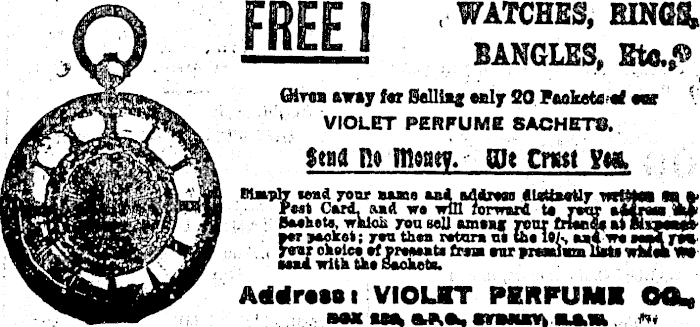 FREE!
WATCHES, RINGS,
BANGLES, Etc.,
Given away for Selling only 20 Packets of our
VIOLET PERFUME SACHETS.
Send No Money. We Trust You.
Simply send your name and address distinctly written on a
Post Card, and we will forward to your address the
Sachets, which you sell among your friends at Sixpence
per packet; you then return us the 10/-, and we send you
your choice of presents from our premium lists which we
send with the Sachets.
Address: VIOLET PERFUME CO.,
BOX G.P.O., SYDNEY, N.S.W.